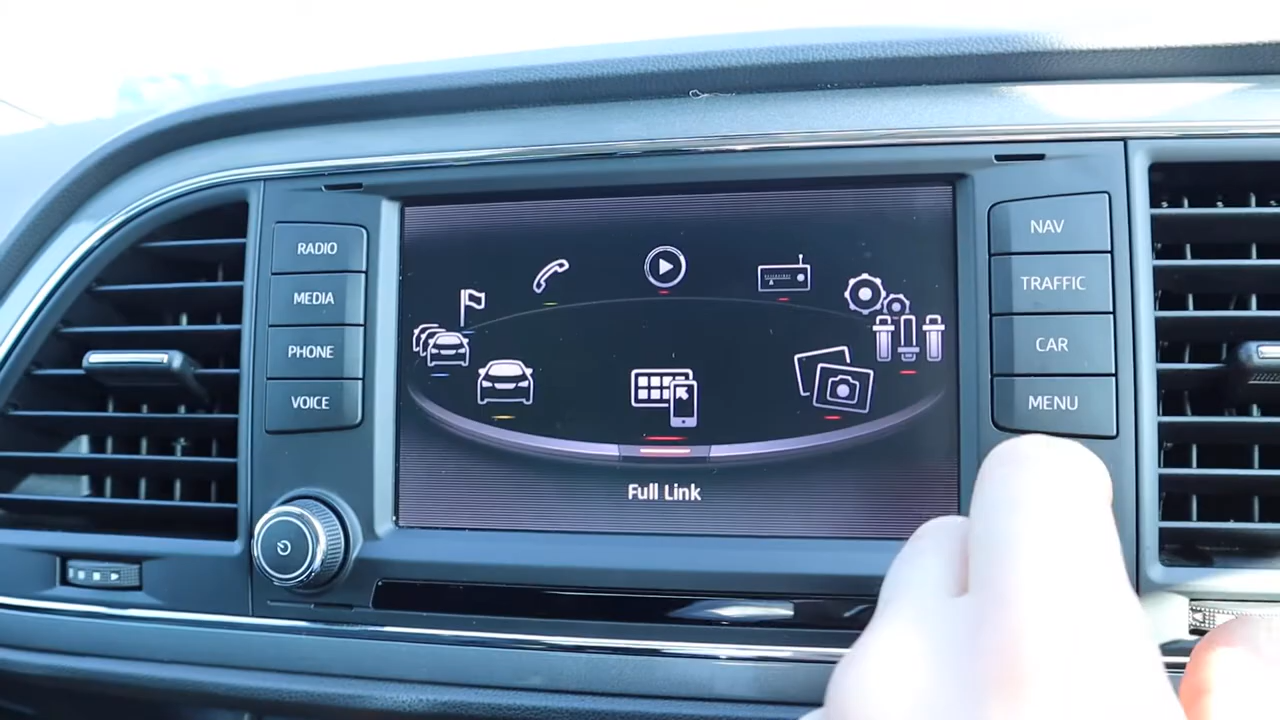 RADIO
MEDIA
PHONE
VOICE
Full Link
NAV
TRAFFIC
CAR
MENU